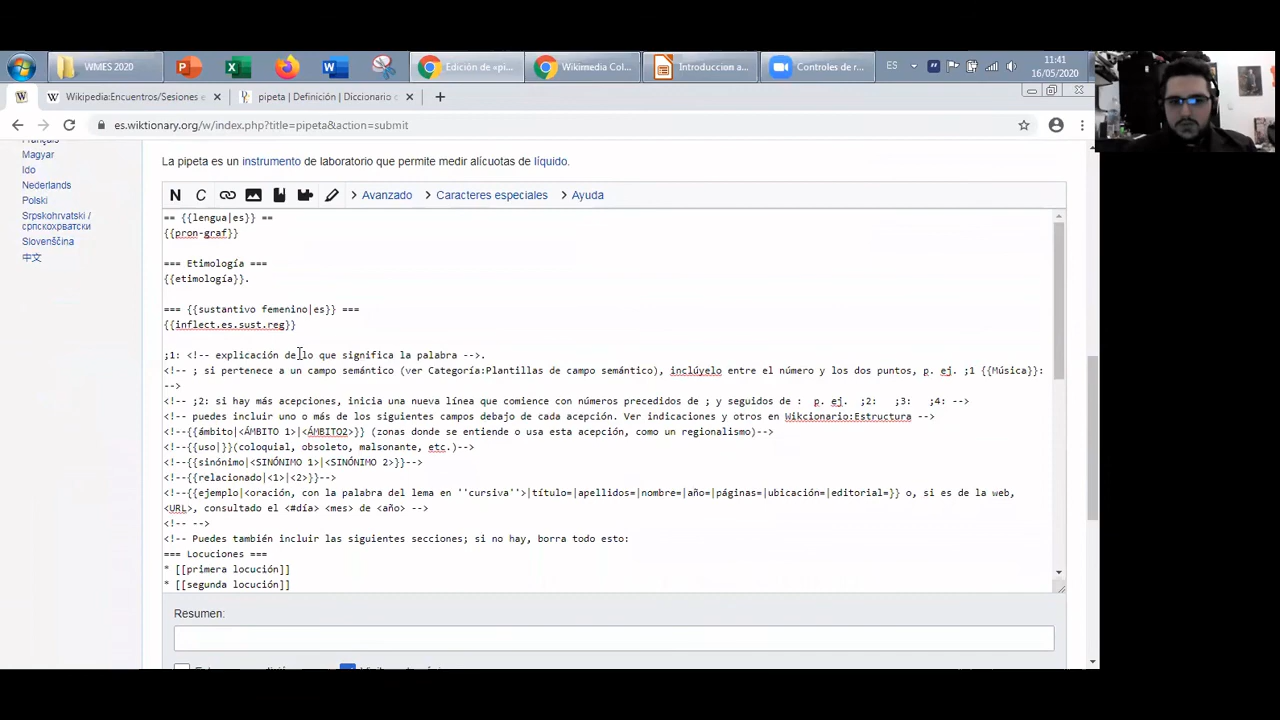 WMES 2020
Edición de «pi...
Wikimedia Col...
Introduccion a...
Controles de r...
ES
11:41
16/05/2020
Wikipedia:Encuentros/Sesiones e
pipeta | Definición | Diccionario
es.wiktionary.org/w/index.php?title=pipeta&action=submit
Français
Magyar
Ido
Nederlands
Polski
Srpskohrvatski /
српскохрватски
Slovenščina
中文
La pipeta es un instrumento de laboratorio que permite medir alícuotas de líquido.
N C Avanzado Caracteres especiales Ayuda
== {{lengua|es}} ==
{{pron-graf}}
=== Etimología ===
{{etimología}}.
=== {{sustantivo femenino|es}} ===
{{inflect.es.sust.reg}}
;1: <!-- explicación de lo que significa la palabra -->.
<!-- ; si pertenece a un campo semántico (ver Categoría:Plantillas de campo semántico), inclúyelo entre el número y los dos puntos, p. ej. ;1 {{Música}}:
-->
<!-- ;2: si hay más acepciones, inicia una nueva línea que comience con números precedidos de ; y seguidos de : p. ej. ;2: ;3: ;4: -->
<!-- puedes incluir uno o más de los siguientes campos debajo de cada acepción. Ver indicaciones y otros en Wikcionario:Estructura -->
<!--{{ámbito|<ÁMBITO 1>|<ÁMBITO2>}} (zonas donde se entiende o usa esta acepción, como un regionalismo)-->
<!--{{uso|}}(coloquial, obsoleto, malsonante, etc.)-->
<!--{{sinónimo|<SINÓNIMO 1>|<SINÓNIMO 2>}}-->
<!--{{relacionado|<1>|<2>}}-->
<!--{{ejemplo|<oración, con la palabra del lema en ''cursiva''>|título=|apellidos=|nombre=|año=|páginas=|ubicación=|editorial=}} o, si es de la web,
<URL>, consultado el <#día> <mes> de <año> -->
<!-- -->
<!-- Puedes también incluir las siguientes secciones; si no hay, borra todo esto:
=== Locuciones ===
* [[primera locución]]
* [[segunda locución]]
Resumen: